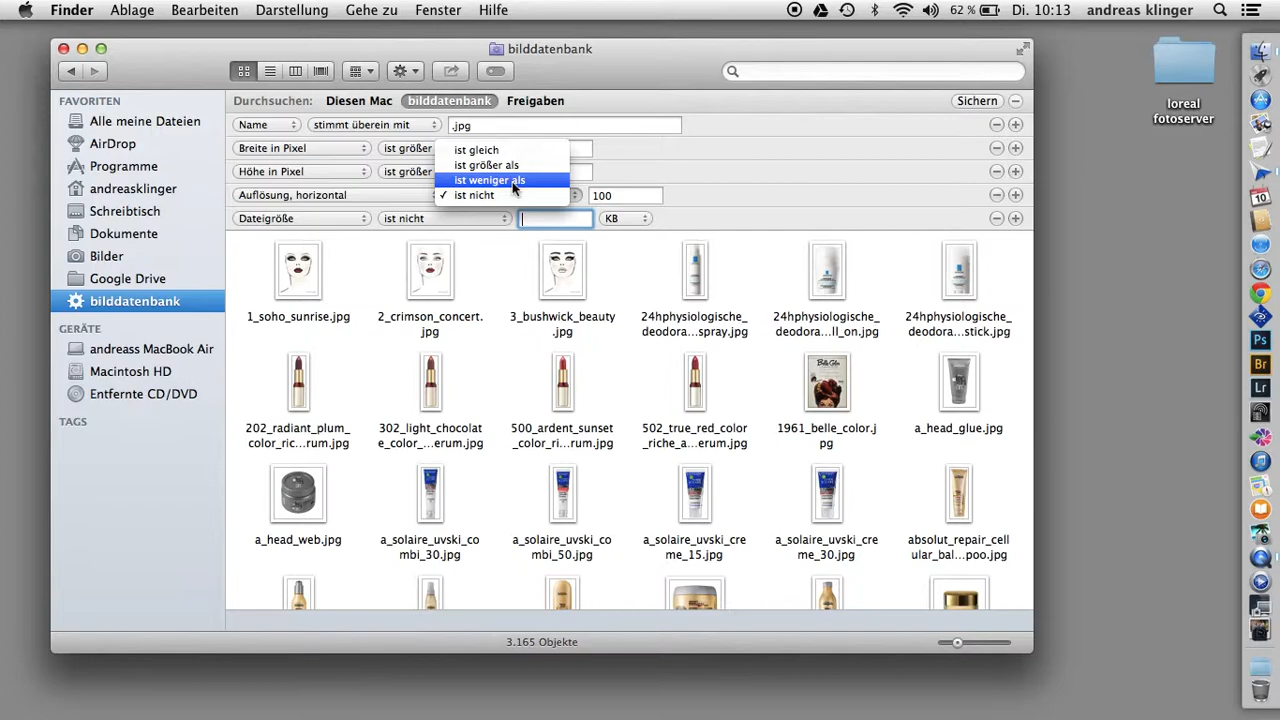 Finder Ablage Bearbeiten Darstellung Gehe zu Fenster Hilfe 62 % Di. 10:13 andreas klinger
bilddatenbank
FAVORITEN
Alle meine Dateien
AirDrop
Programme
andreasklinger
Schreibtisch
Dokumente
Bilder
Google Drive
bilddatenbank
GERÄTE
andreass MacBook Air
Macintosh HD
Entfernte CD/DVD
TAGS
Durchsuchen: Diesen Mac bilddatenbank Freigaben Sichern
Name stimmt überein mit .jpg
Breite in Pixel ist größer
Höhe in Pixel ist größer
Auflösung, horizontal 100
Dateigröße ist nicht KB
ist gleich
ist größer als
ist weniger als
ist nicht
1_soho_sunrise.jpg
2_crimson_concert.
jpg
3_bushwick_beauty
.jpg
24hphysiologische_
deodora...spray.jpg
24hphysiologische_
deodora...ll_on.jpg
24hphysiologische_
deodora...stick.jpg
202_radiant_plum_
color_ric...rum.jpg
302_light_chocolat
e_color_...erum.jpg
500_ardent_sunset
_color_ri...rum.jpg
502_true_red_color
_riche_a...erum.jpg
1961_belle_color.j
pg
a_head_glue.jpg
a_head_web.jpg
a_solaire_uvski_co
mbi_30.jpg
a_solaire_uvski_co
mbi_50.jpg
a_solaire_uvski_cre
me_15.jpg
a_solaire_uvski_cre
me_30.jpg
absolut_repair_cell
ular_bal...poo.jpg
3.165 Objekte
loreal
fotoserver
10
Ps
Br
Lr